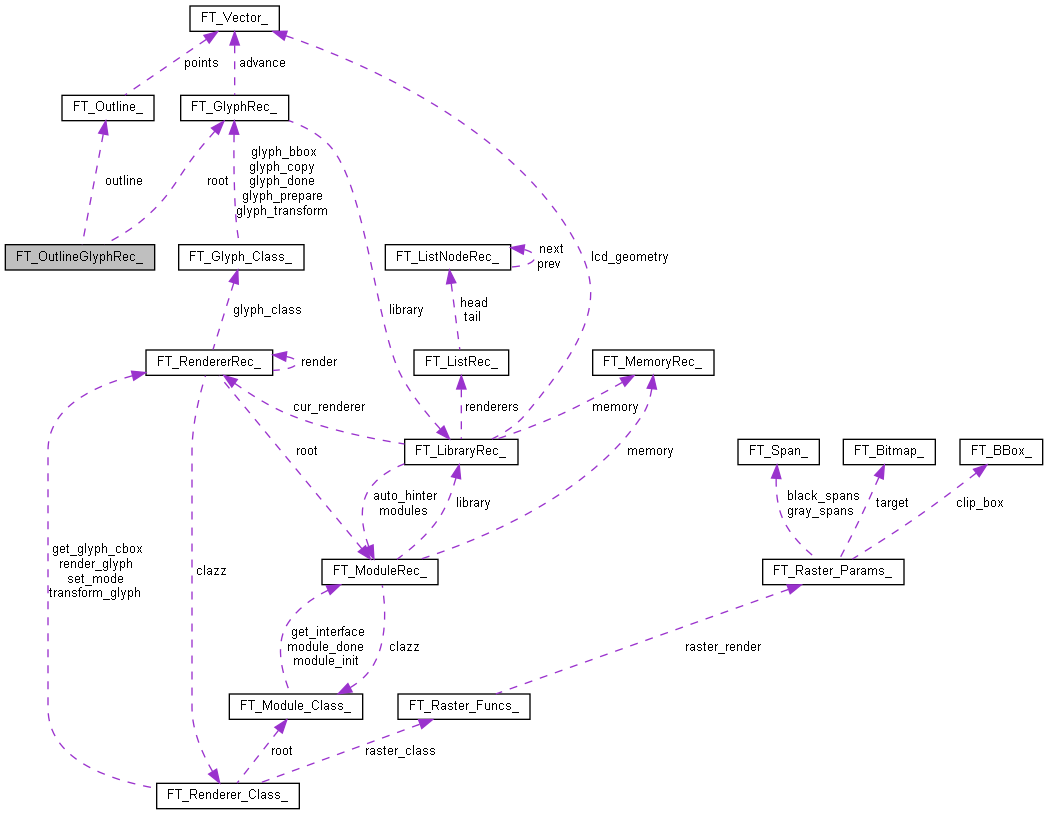 FT_Vector_
points
advance
FT_Outline_
FT_GlyphRec_
glyph_bbox
glyph_copy
glyph_done
glyph_prepare
glyph_transform
outline
root
FT_OutlineGlyphRec_
FT_Glyph_Class_
FT_ListNodeRec_
next
prev
lcd_geometry
glyph_class
library
head
tail
FT_RendererRec_
render
FT_ListRec_
FT_MemoryRec_
cur_renderer
renderers
memory
root
FT_LibraryRec_
memory
FT_Span_
FT_Bitmap_
FT_BBox_
auto_hinter
modules
library
black_spans
gray_spans
target
clip_box
get_glyph_cbox
render_glyph
set_mode
transform_glyph
clazz
FT_ModuleRec_
FT_Raster_Params_
get_interface
module_done
module_init
clazz
raster_render
FT_Module_Class_
FT_Raster_Funcs_
root
raster_class
FT_Renderer_Class_